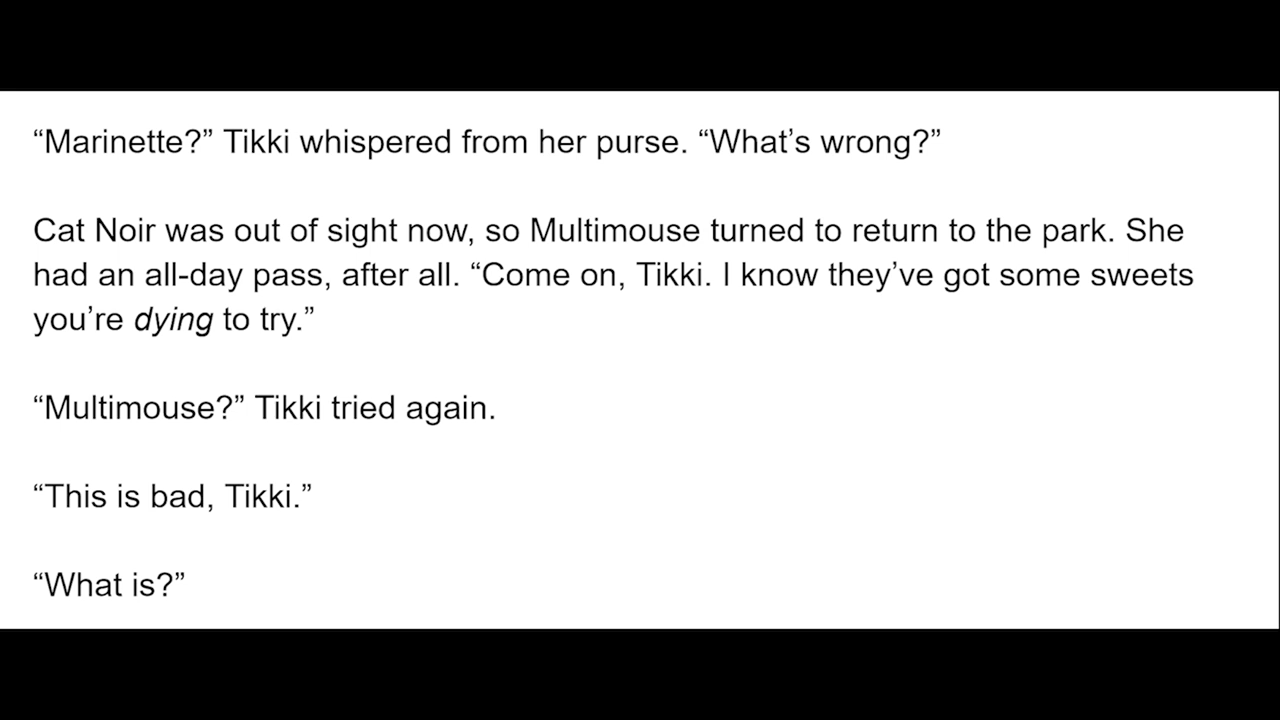 “Marinette?” Tikki whispered from her purse. “What’s wrong?”
Cat Noir was out of sight now, so Multimouse turned to return to the park. She
had an all-day pass, after all. “Come on, Tikki. I know they’ve got some sweets
you’re dying to try.”
“Multimouse?” Tikki tried again.
“This is bad, Tikki.”
“What is?”